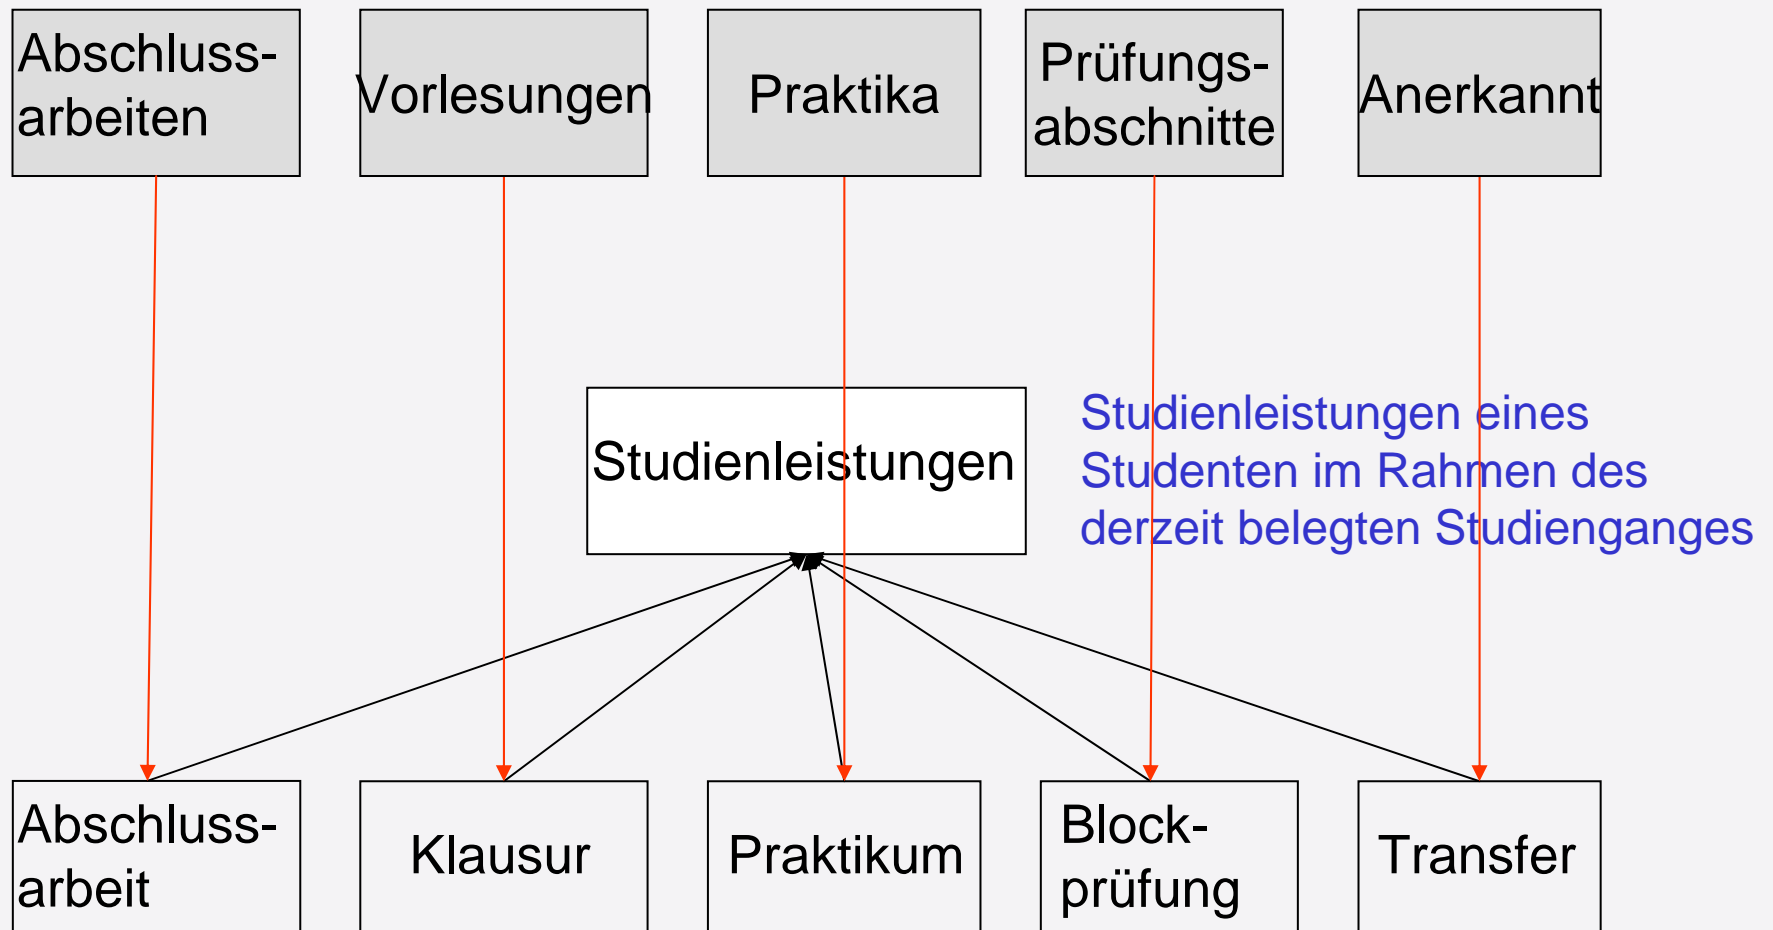 Abschluss-
arbeiten
Vorlesungen
Praktika
Prüfungs-
abschnitte
Anerkannt
Studienleistungen
Studienleistungen eines
Studenten im Rahmen des
derzeit belegten Studienganges
Abschluss-
arbeit
Klausur
Praktikum
Block-
prüfung
Transfer